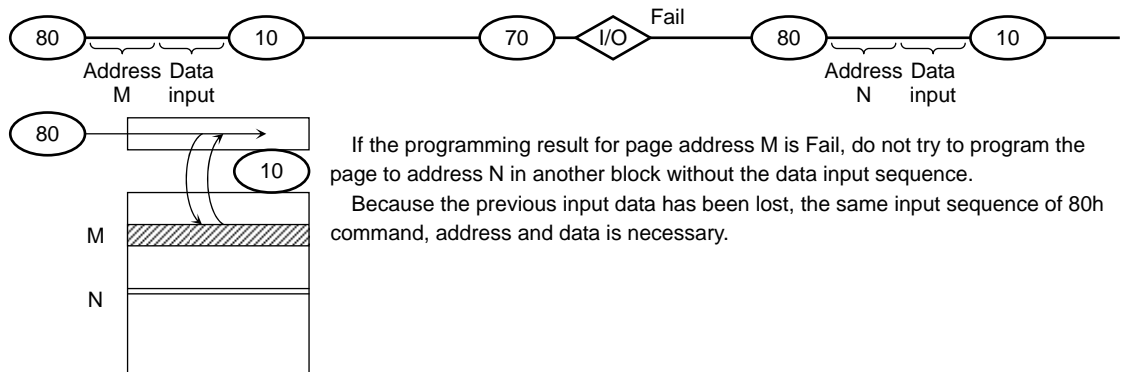 Fail
80 10 70 I/O 80 10
Address Data Address Data
M input N input
80
If the programming result for page address M is Fail, do not try to program the
10
page to address N in another block without the data input sequence.
Because the previous input data has been lost, the same input sequence of 80h
command, address and data is necessary.
M
N